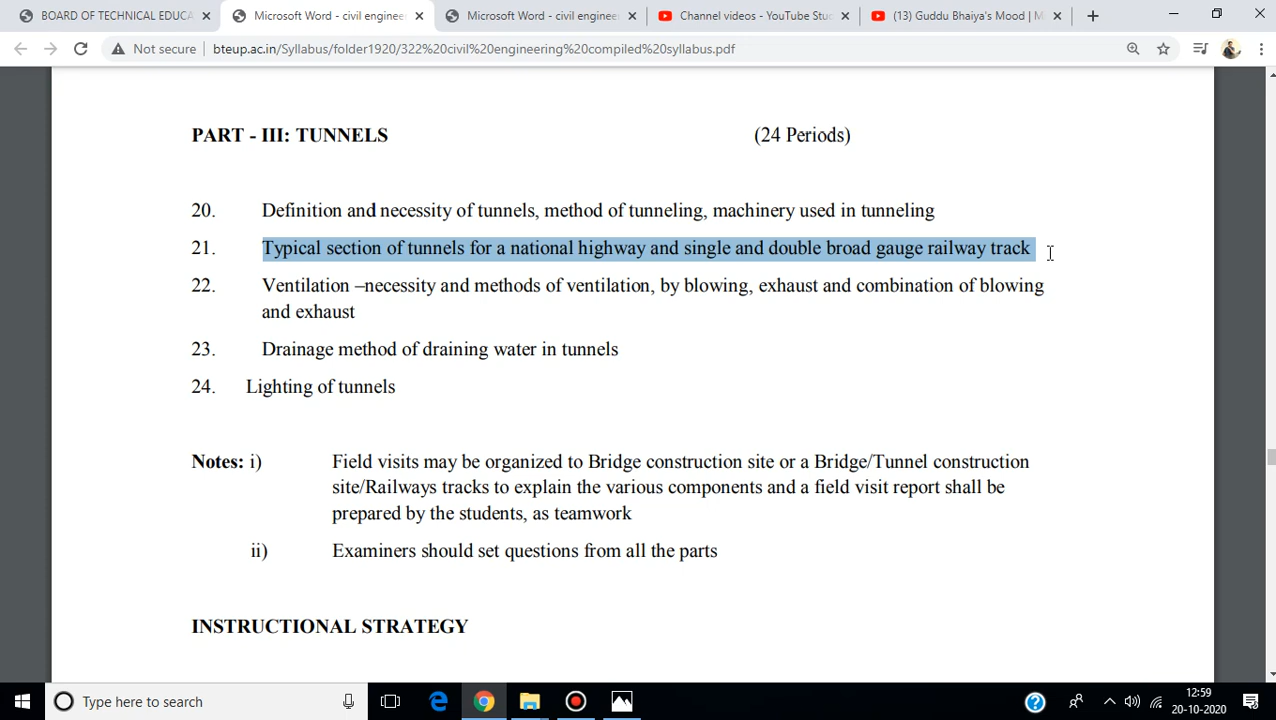 BOARD OF TECHNICAL EDUCA
Microsoft Word - civil enginee
Microsoft Word - civil enginee
Channel videos - YouTube Stu
(13) Guddu Bhaiya's Mood | M
Not secure
bteup.ac.in/Syllabus/folder1920/322%20civil%20engineering%20compiled%20syllabus.pdf
PART - III: TUNNELS (24 Periods)
20. Definition and necessity of tunnels, method of tunneling, machinery used in tunneling
21. Typical section of tunnels for a national highway and single and double broad gauge railway track
22. Ventilation –necessity and methods of ventilation, by blowing, exhaust and combination of blowing
and exhaust
23. Drainage method of draining water in tunnels
24. Lighting of tunnels
Notes: i) Field visits may be organized to Bridge construction site or a Bridge/Tunnel construction
site/Railways tracks to explain the various components and a field visit report shall be
prepared by the students, as teamwork
ii) Examiners should set questions from all the parts
INSTRUCTIONAL STRATEGY
Type here to search
12:59
20-10-2020